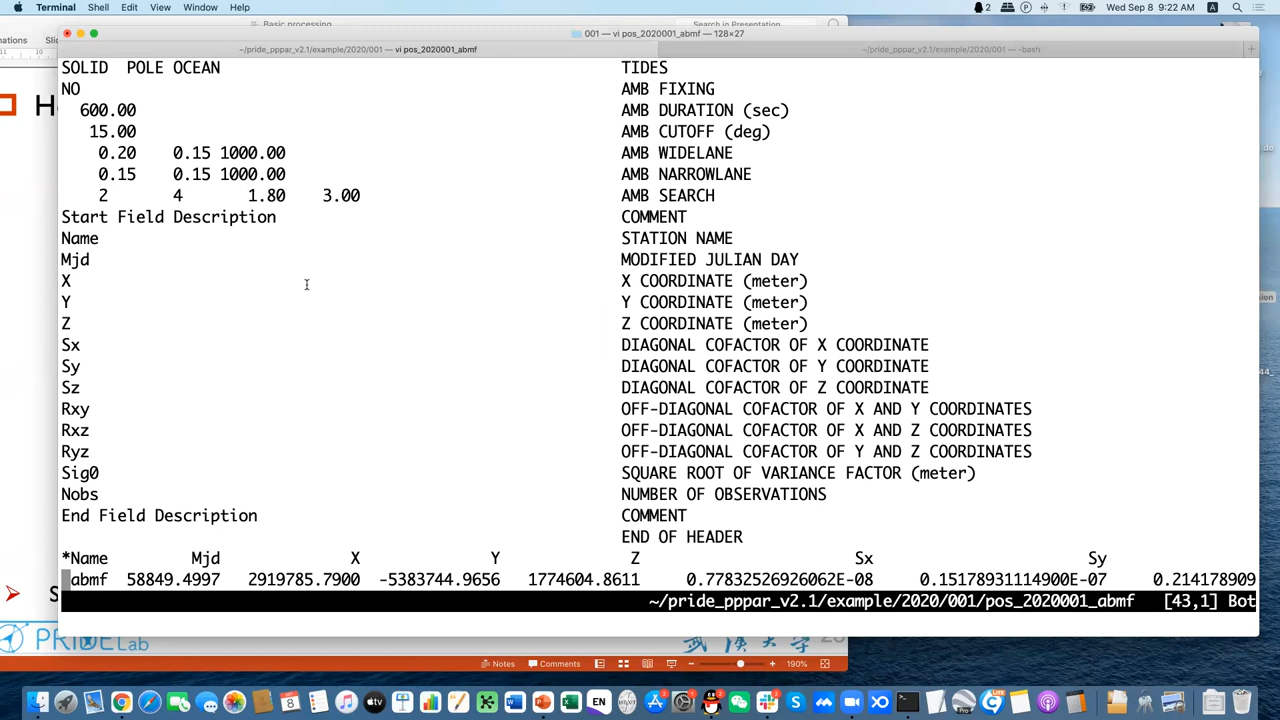 Terminal Shell Edit View Window Help
2 Wed Sep 8 9:22 AM
Basic processing
Search in Presentation
001 — vi pos_2020001_abmf — 128×27
~/pride_pppar_v2.1/example/2020/001 — vi pos_2020001_abmf
~/pride_pppar_v2.1/example/2020/001 — -bash
SOLID POLE OCEAN TIDES
NO AMB FIXING
600.00 AMB DURATION (sec)
15.00 AMB CUTOFF (deg)
0.20 0.15 1000.00 AMB WIDELANE
0.15 0.15 1000.00 AMB NARROWLANE
2 4 1.80 3.00 AMB SEARCH
Start Field Description COMMENT
Name STATION NAME
Mjd MODIFIED JULIAN DAY
X X COORDINATE (meter)
Y Y COORDINATE (meter)
Z Z COORDINATE (meter)
Sx DIAGONAL COFACTOR OF X COORDINATE
Sy DIAGONAL COFACTOR OF Y COORDINATE
Sz DIAGONAL COFACTOR OF Z COORDINATE
Rxy OFF-DIAGONAL COFACTOR OF X AND Y COORDINATES
Rxz OFF-DIAGONAL COFACTOR OF X AND Z COORDINATES
Ryz OFF-DIAGONAL COFACTOR OF Y AND Z COORDINATES
Sig0 SQUARE ROOT OF VARIANCE FACTOR (meter)
Nobs NUMBER OF OBSERVATIONS
End Field Description COMMENT
END OF HEADER
*Name Mjd X Y Z Sx Sy
abmf 58849.4997 2919785.7900 -5383744.9656 1774604.8611 0.77832526926062E-08 0.15178931114900E-07 0.214178909
~/pride_pppar_v2.1/example/2020/001/pos_2020001_abmf [43,1] Bot
PRIDE Lab
Notes Comments 190%